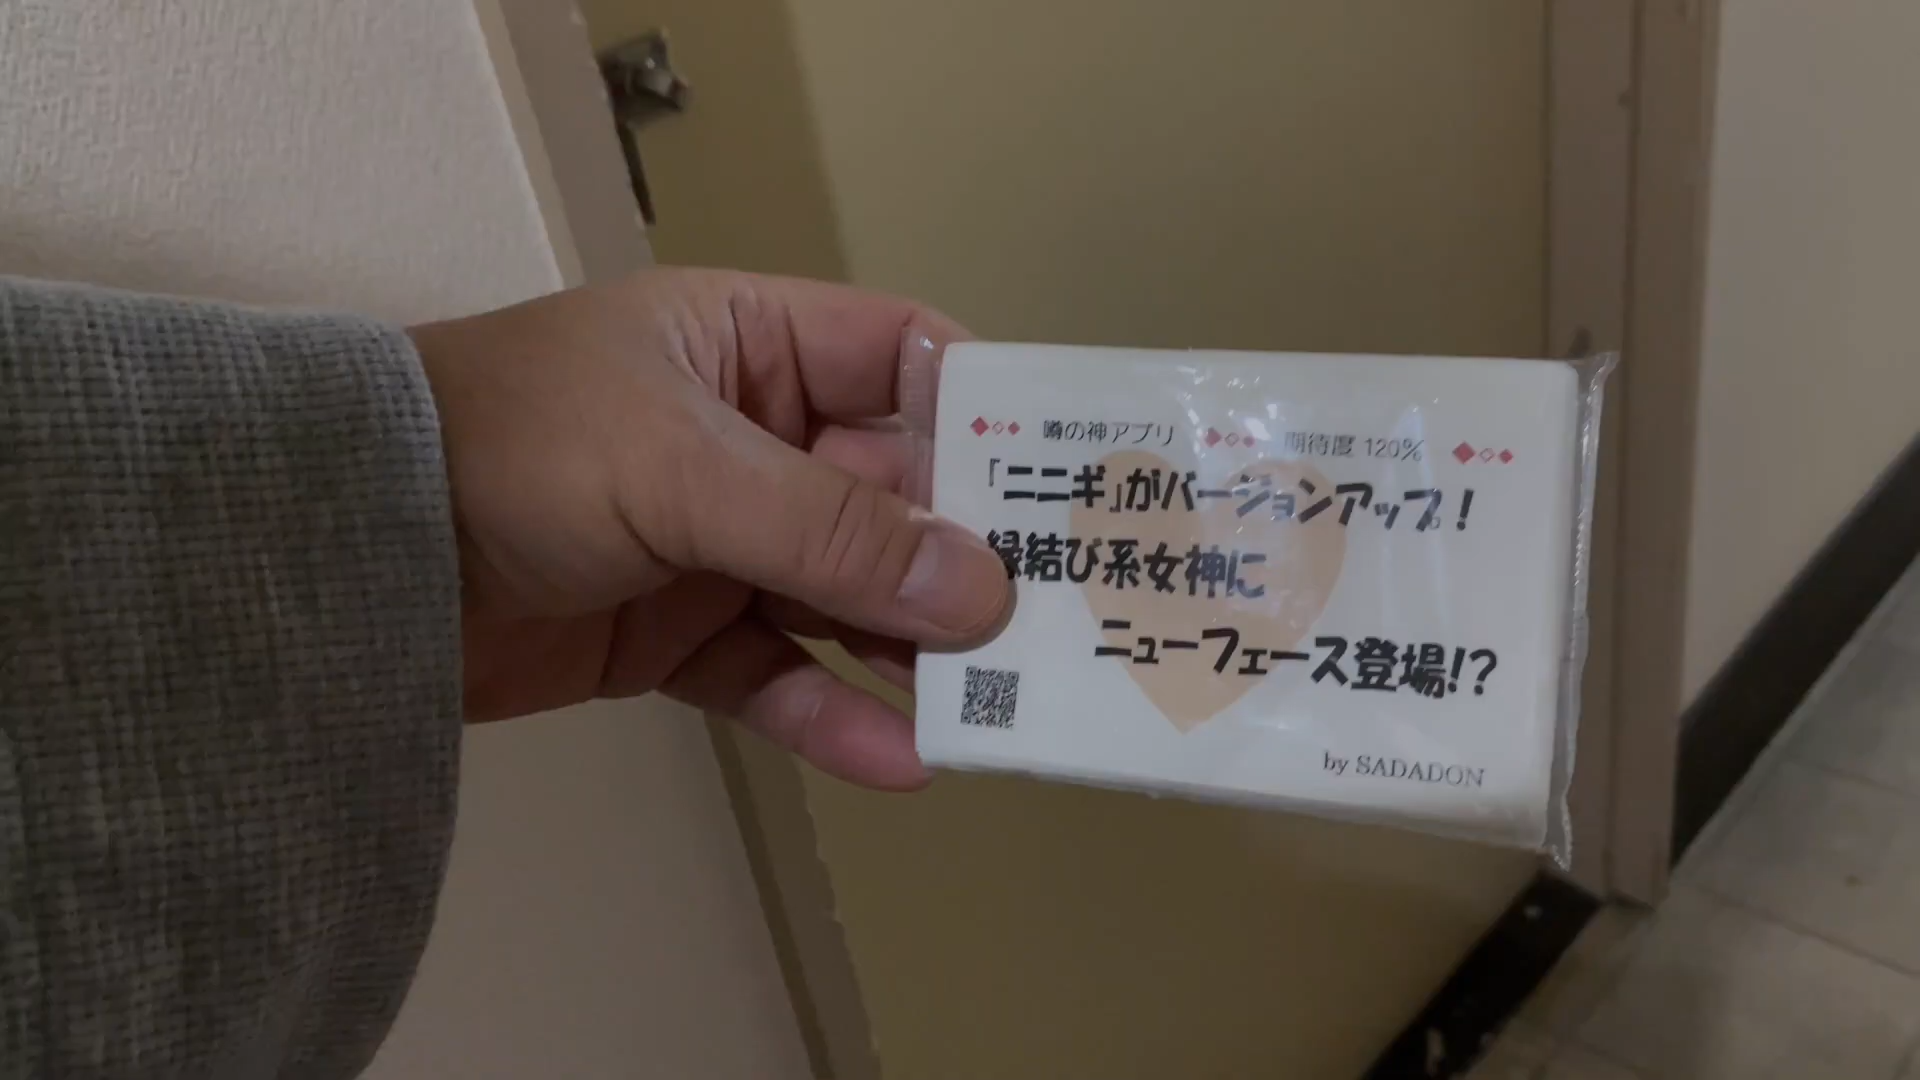 噂の神アプリ 期待度 120%
『ニニギ』がバージョンアップ！
縁結び系女神に
ニューフェース登場!?
by SADADON